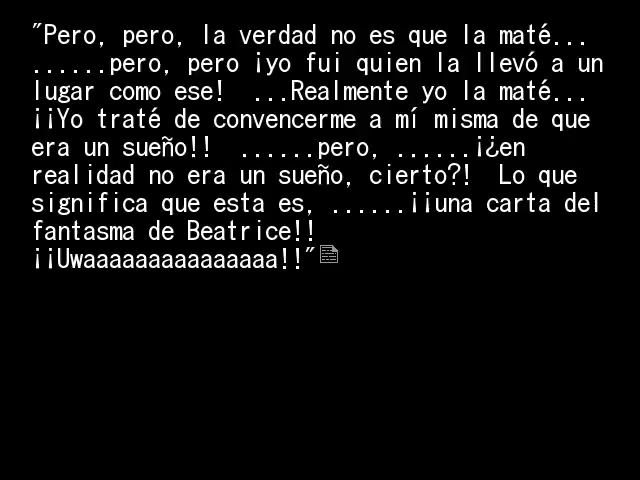 "Pero, pero, la verdad no es que la maté...
......pero, pero ¡yo fui quien la llevó a un
lugar como ese!  ...Realmente yo la maté...
¡¡Yo traté de convencerme a mí misma de que
era un sueño!!  ......pero, ......¡¿en
realidad no era un sueño, cierto?!  Lo que
significa que esta es, ......¡¡una carta del
fantasma de Beatrice!!
¡¡Uwaaaaaaaaaaaaaaa!!"